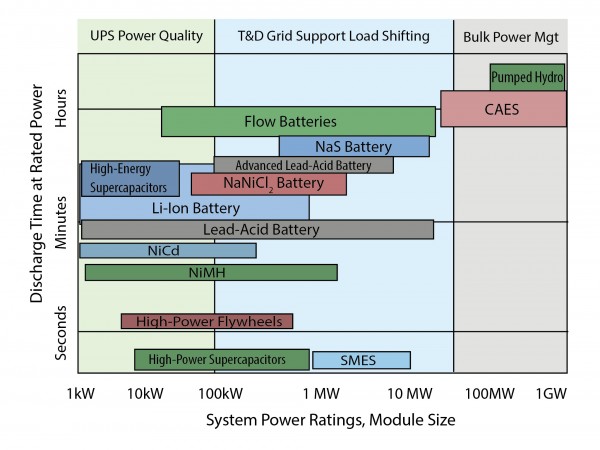 UPS Power Quality
T&D Grid Support Load Shifting
Bulk Power Mgt
Discharge Time at Rated Power
Hours
Minutes
Seconds
Pumped Hydro
CAES
Flow Batteries
NaS Battery
Advanced Lead-Acid Battery
High-Energy
Supercapacitors
NaNiCl₂ Battery
Li-Ion Battery
Lead-Acid Battery
NiCd
NiMH
High-Power Flywheels
High-Power Supercapacitors
SMES
1kW
10kW
100kW
1 MW
10 MW
100MW
1GW
System Power Ratings, Module Size